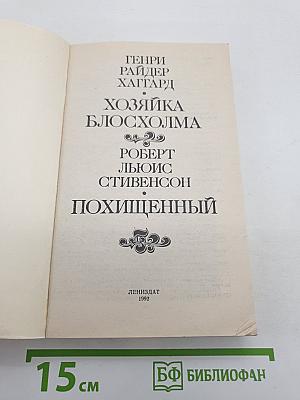 ГЕНРИ
РАЙДЕР
ХАГГАРД
•
ХОЗЯЙКА
БЛОСХОЛМА
РОБЕРТ
ЛЬЮИС
СТИВЕНСОН
•
ПОХИЩЕННЫЙ
ЛЕНИЗДАТ
1992
15 см
БФ БИБЛИОФАН